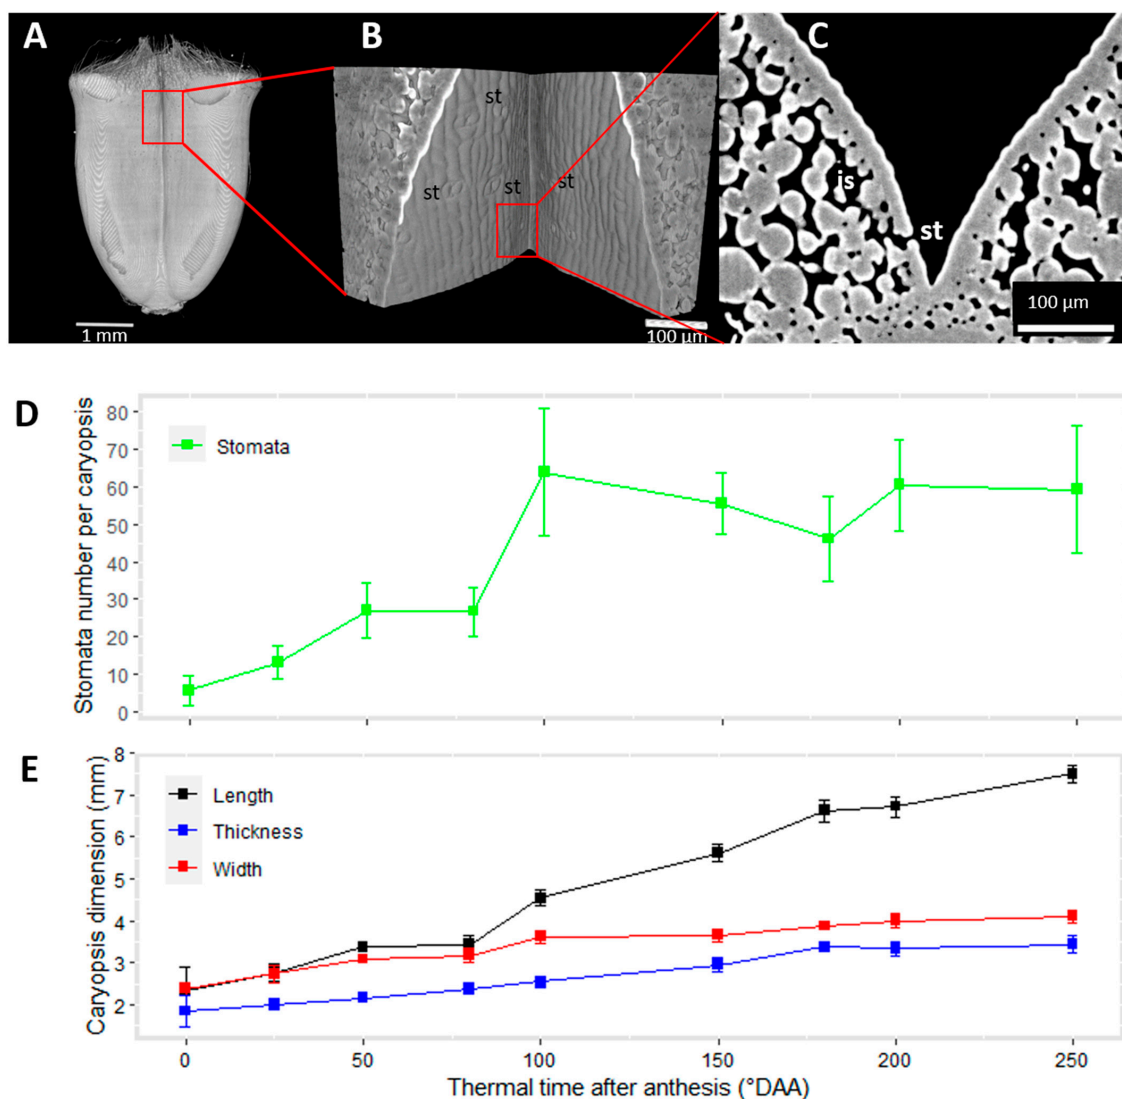 A
B
C
st
st
st
st
is
st
1 mm
100 µm
100 µm
D
Stomata number per caryopsis
80
70
60
50
40
30
20
10
0
Stomata
E
Caryopsis dimension (mm)
8
7
6
5
4
3
2
Length
Thickness
Width
0
50
100
150
200
250
Thermal time after anthesis (°DAA)